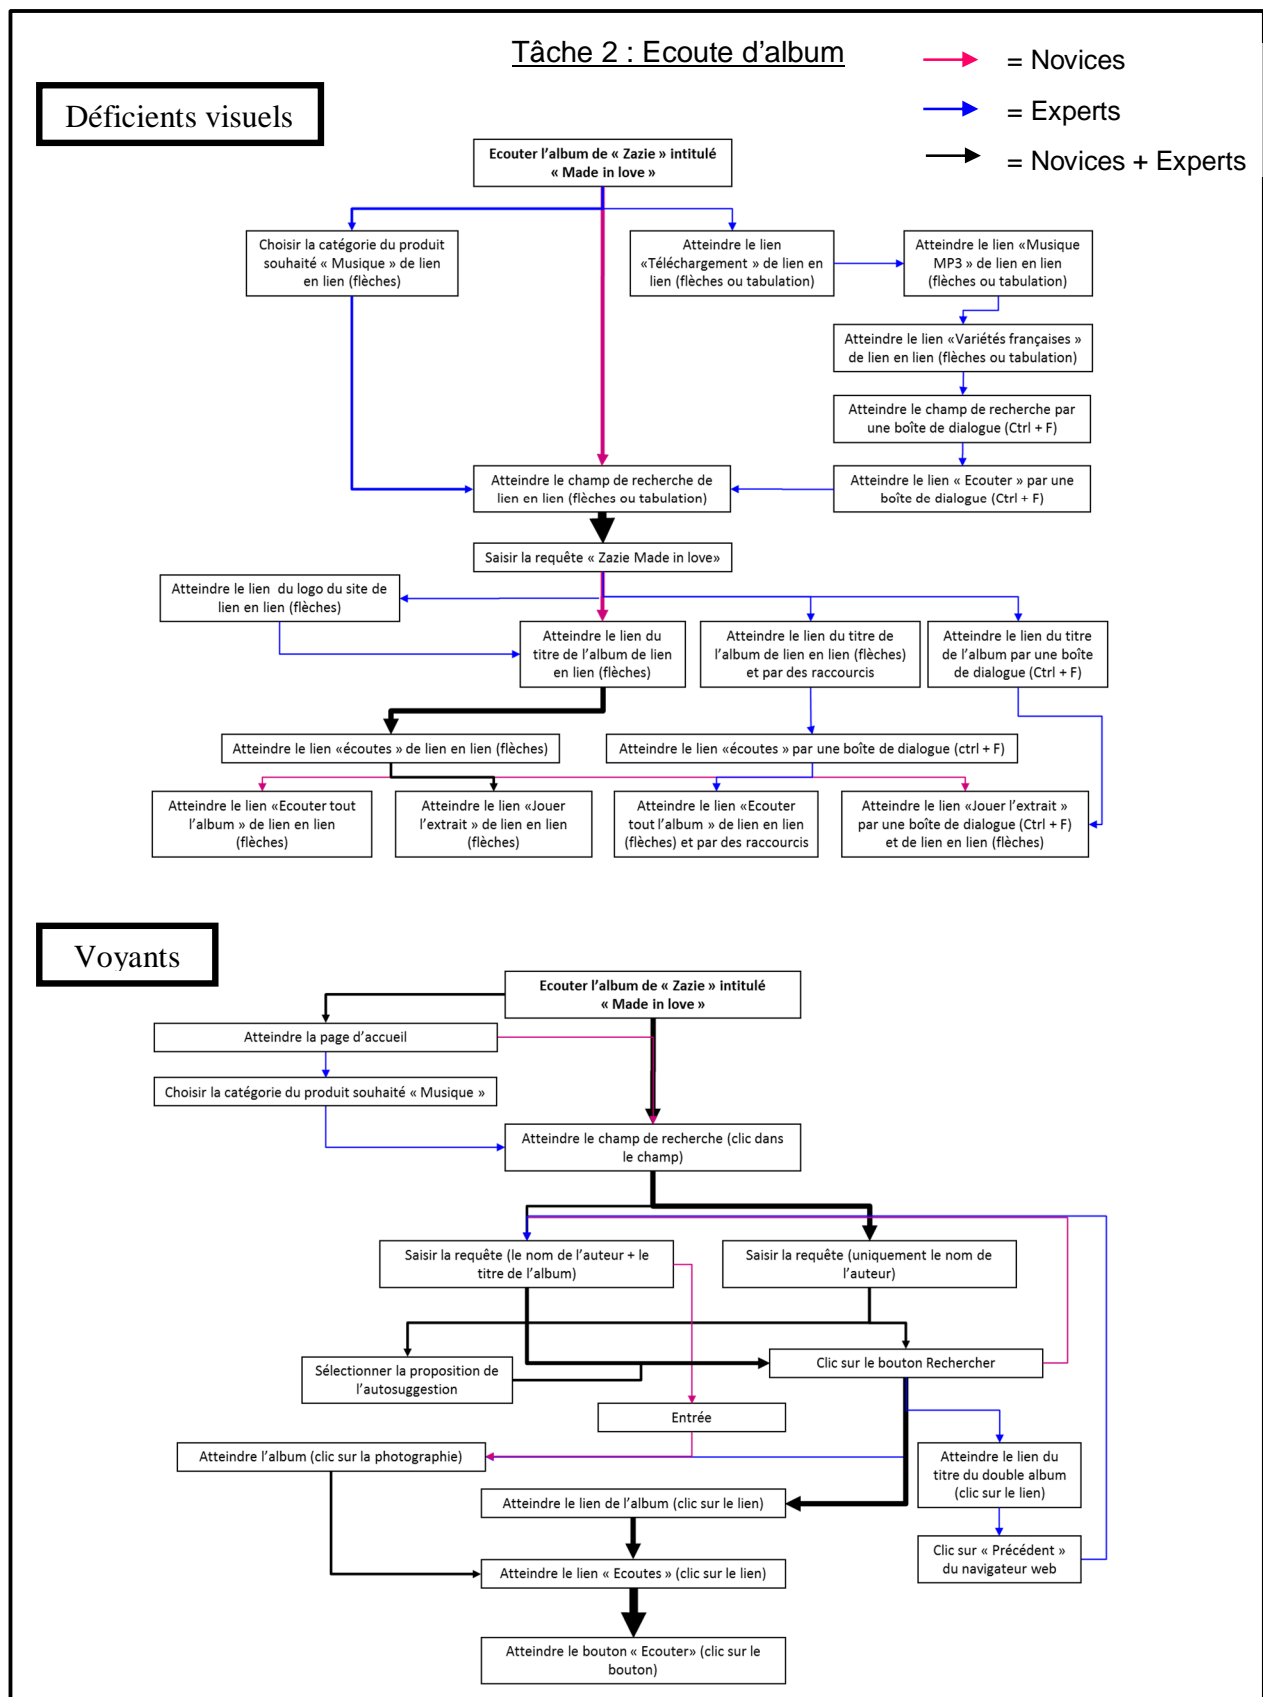 Tâche 2 : Ecoute d’album
= Novices
= Experts
= Novices + Experts
Déficients visuels
Ecouter l’album de « Zazie » intitulé
« Made in love »
Choisir la catégorie du produit
souhaité « Musique » de lien
en lien (flèches)
Atteindre le lien
«Téléchargement » de lien en
lien (flèches ou tabulation)
Atteindre le lien «Musique
MP3 » de lien en lien
(flèches ou tabulation)
Atteindre le lien «Variétés françaises »
de lien en lien (flèches ou tabulation)
Atteindre le champ de recherche par
une boîte de dialogue (Ctrl + F)
Atteindre le champ de recherche de
lien en lien (flèches ou tabulation)
Atteindre le lien « Ecouter » par une
boîte de dialogue (Ctrl + F)
Saisir la requête « Zazie Made in love»
Atteindre le lien  du logo du site de
lien en lien (flèches)
Atteindre le lien du
titre de l’album de lien
en lien (flèches)
Atteindre le lien du titre de
l’album de lien en lien (flèches)
et par des raccourcis
Atteindre le lien du titre
de l’album par une boîte
de dialogue (Ctrl + F)
Atteindre le lien «écoutes » de lien en lien (flèches)
Atteindre le lien «écoutes » par une boîte de dialogue (ctrl + F)
Atteindre le lien «Ecouter tout
l’album » de lien en lien
(flèches)
Atteindre le lien «Jouer
l’extrait » de lien en lien
(flèches)
Atteindre le lien «Ecouter
tout l’album » de lien en lien
(flèches) et par des raccourcis
Atteindre le lien «Jouer l’extrait »
par une boîte de dialogue (Ctrl + F)
et de lien en lien (flèches)
Voyants
Ecouter l’album de « Zazie » intitulé
« Made in love »
Atteindre la page d’accueil
Choisir la catégorie du produit souhaité « Musique »
Atteindre le champ de recherche (clic dans
le champ)
Saisir la requête (le nom de l’auteur + le
titre de l’album)
Saisir la requête (uniquement le nom de
l’auteur)
Sélectionner la proposition de
l’autosuggestion
Clic sur le bouton Rechercher
Entrée
Atteindre l’album (clic sur la photographie)
Atteindre le lien du
titre du double album
(clic sur le lien)
Atteindre le lien de l’album (clic sur le lien)
Clic sur « Précédent »
du navigateur web
Atteindre le lien « Ecoutes » (clic sur le lien)
Atteindre le bouton « Ecouter» (clic sur le
bouton)